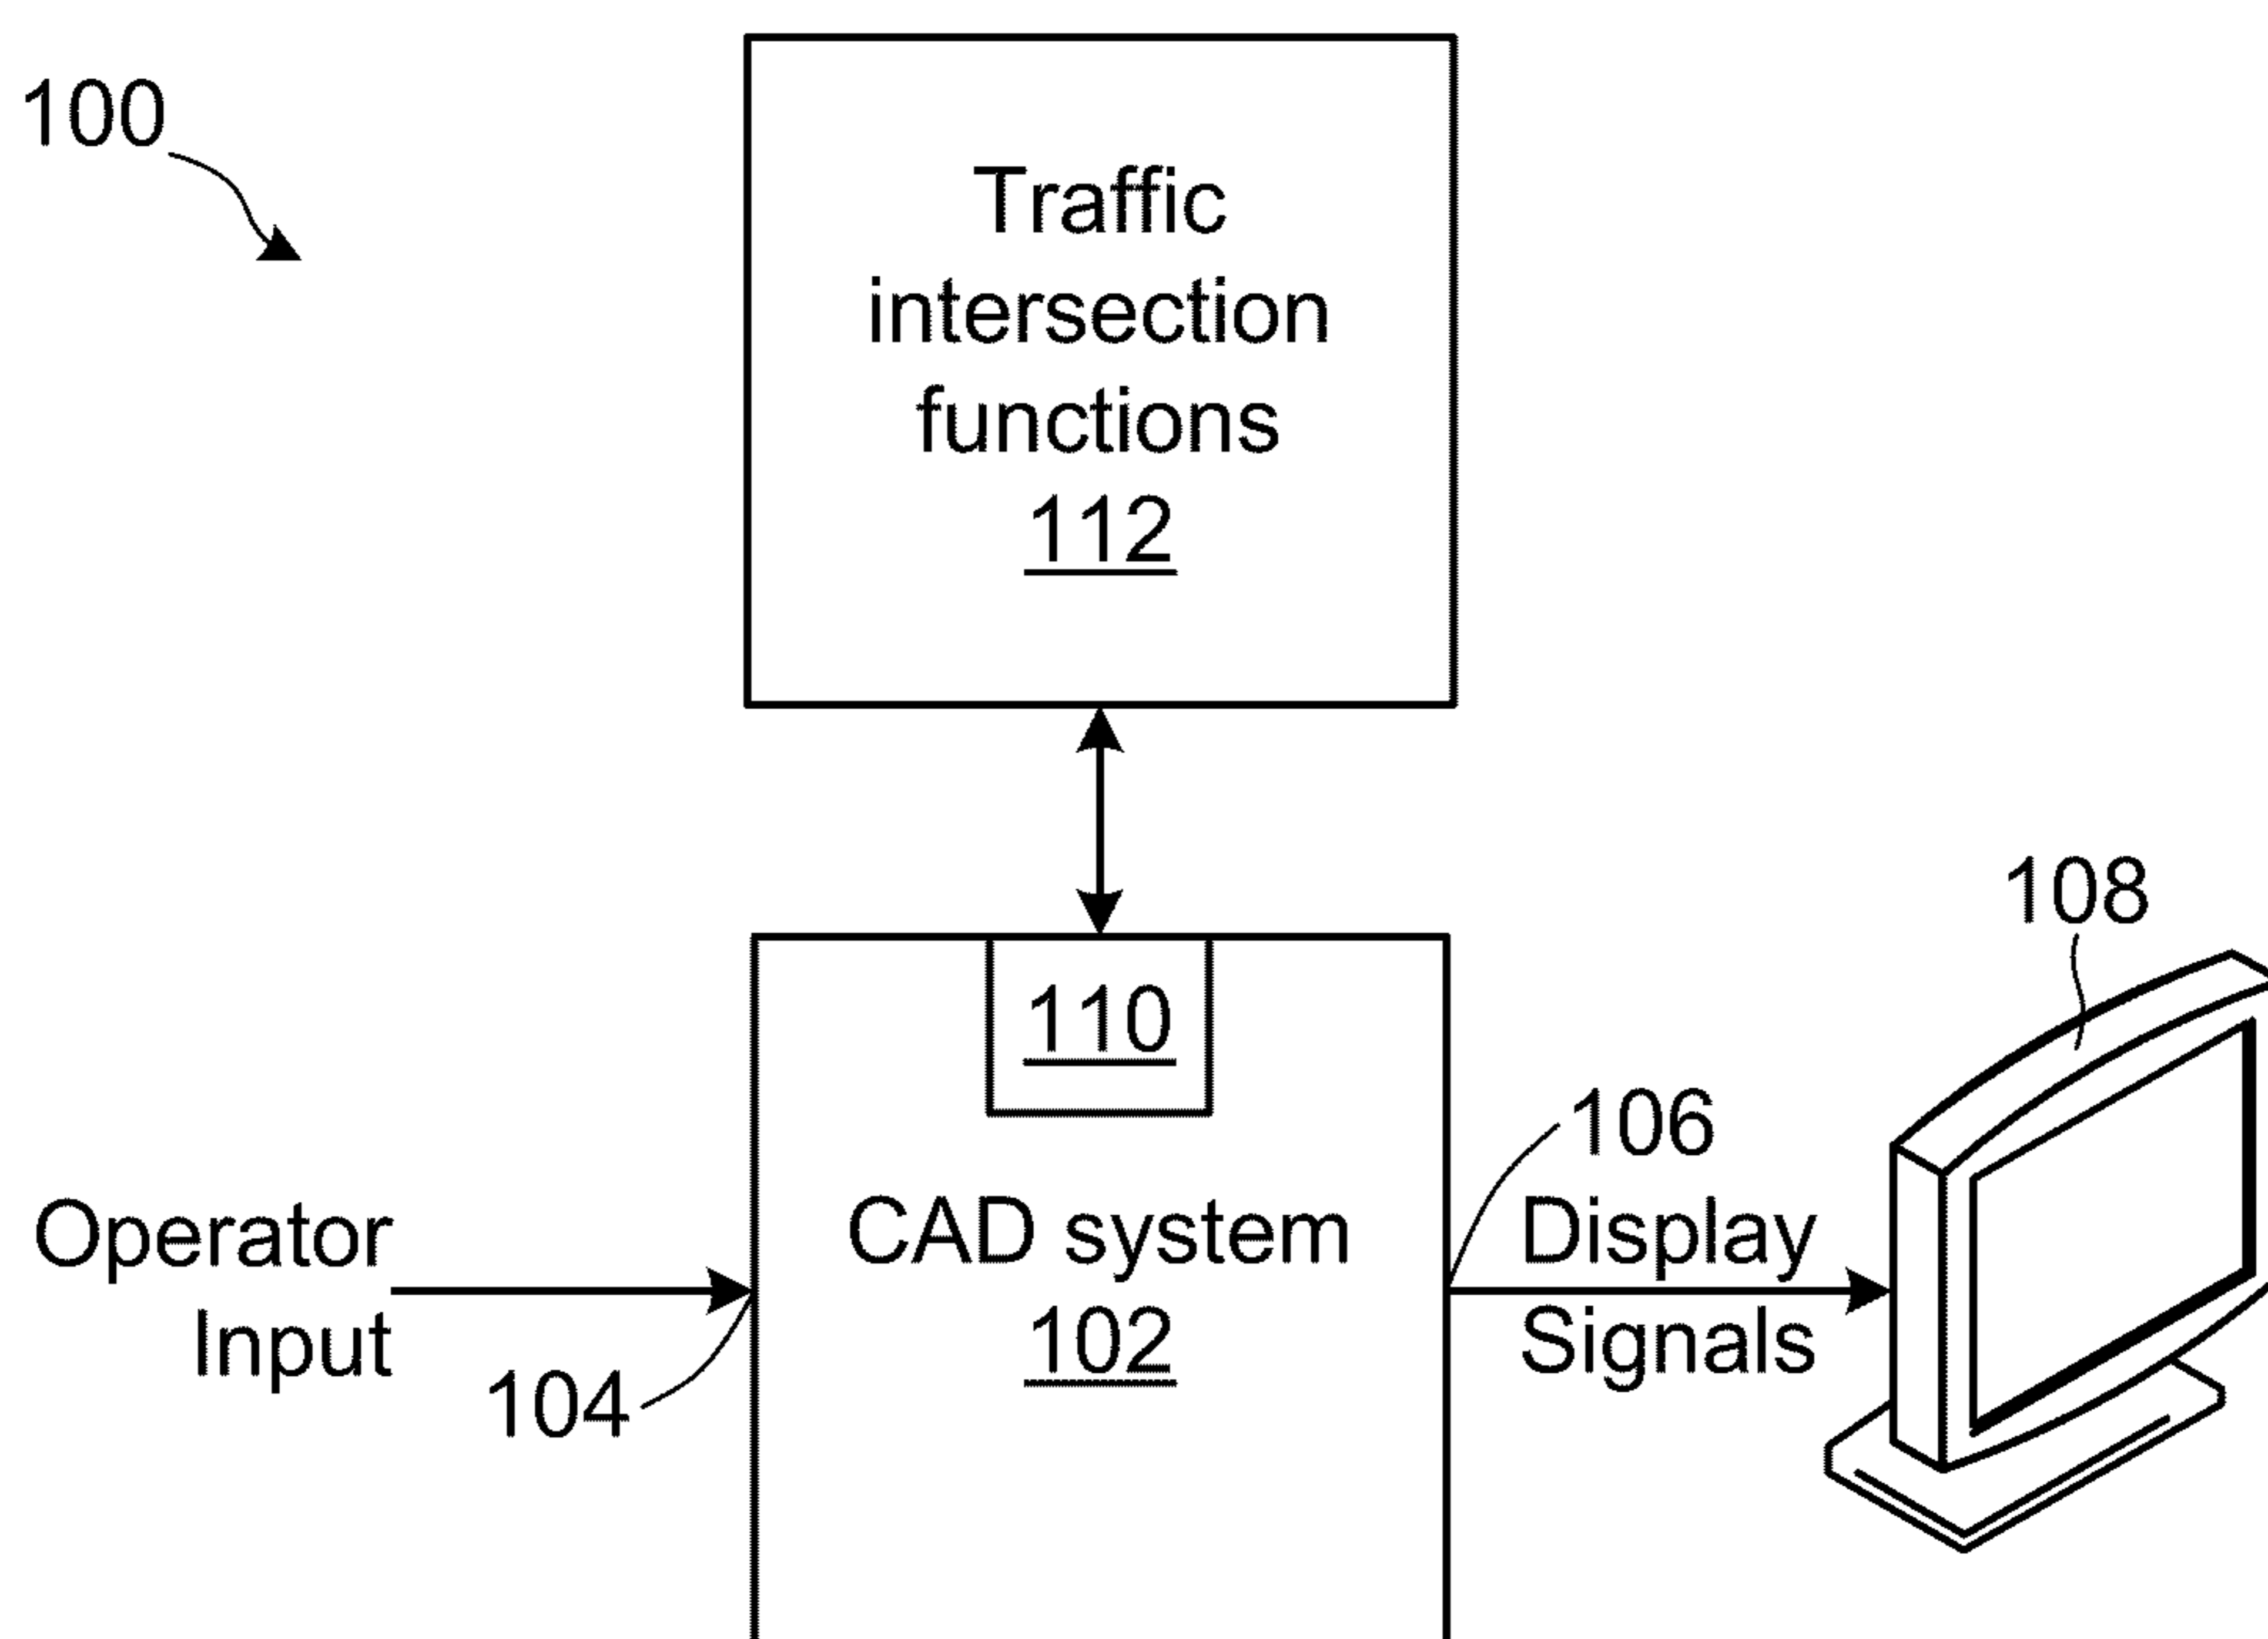 100
Traffic
intersection
functions
112
108
110
106
Operator
Input
104
CAD system
102
Display
Signals